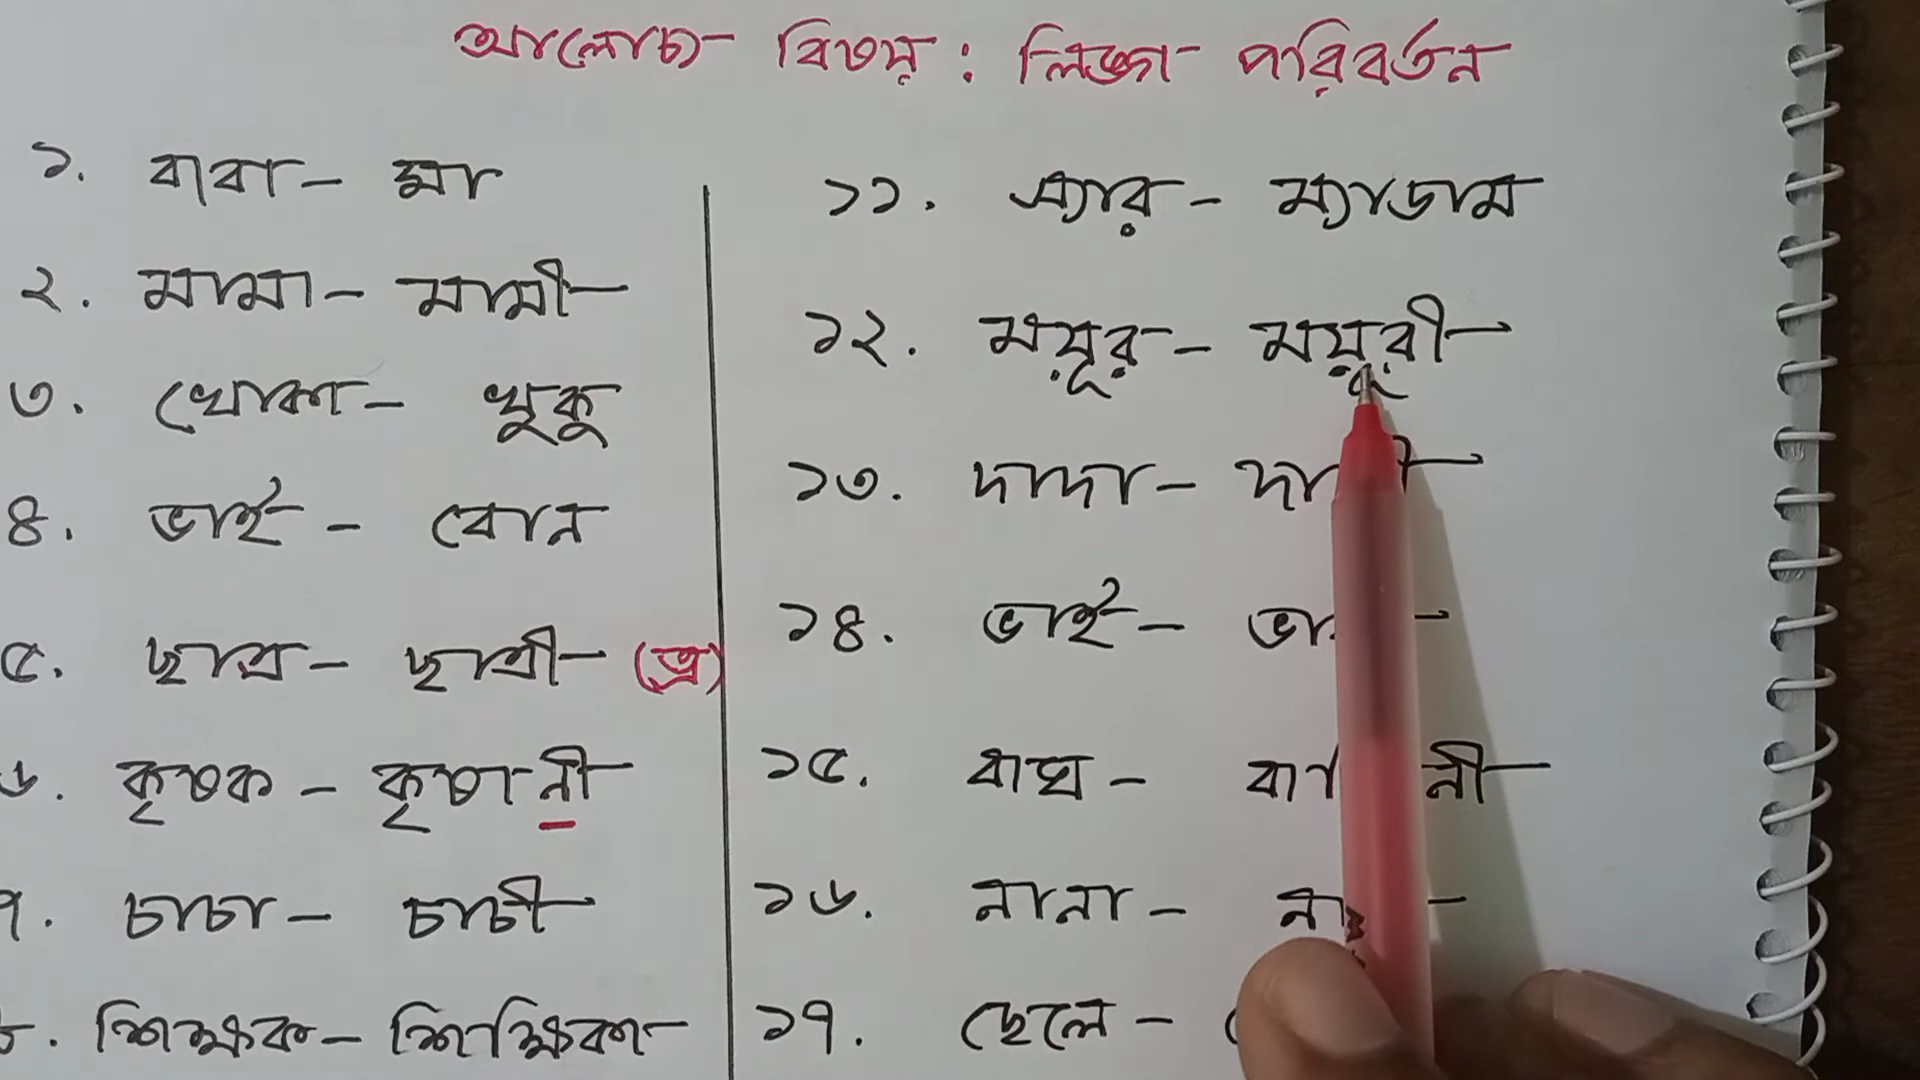 আলোচ্য বিষয় : লিঙ্গ পরিবর্তন
১. বাবা - মা
২. মামা - মামী
৩. খোকা - খুকু
৪. ভাই - বোন
৫. ছাত্র - ছাত্রী (ত্র)
৬. কৃষক - কৃষানী
৭. চাচা - চাচী
৮. শিক্ষক - শিক্ষিকা
১১. স্যার - ম্যাডাম
১২. ময়ূর - ময়ূরী
১৩. দাদা -
১৪. ভাই -
১৫. বাঘ -
১৬. নানা -
১৭. ছেলে -